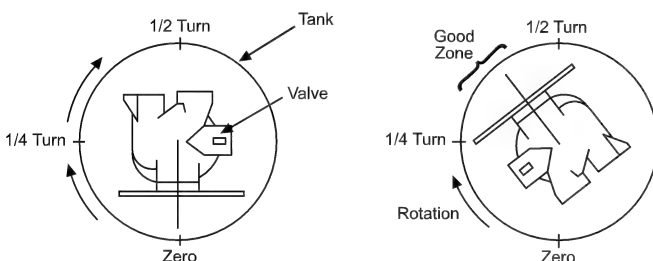 1/2 Turn
Tank
Valve
1/4 Turn
Zero
1/2 Turn
Good
Zone
1/4 Turn
Rotation
Zero